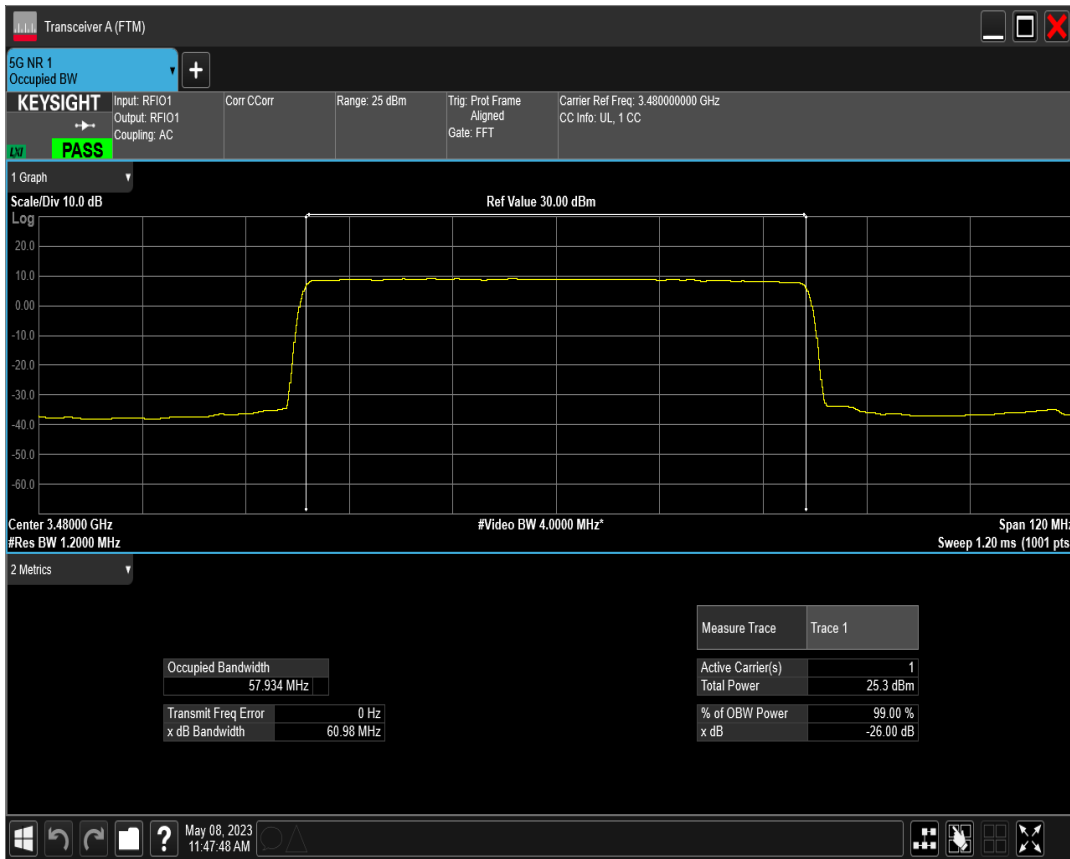 Transceiver A (FTM)
5G NR 1
Occupied BW
+
KEYSIGHT
Input: RFIO1
Output: RFIO1
Coupling: AC
LXI
PASS
Corr CCorr
Range: 25 dBm
Trig: Prot Frame
Aligned
Gate: FFT
Carrier Ref Freq: 3.480000000 GHz
CC Info: UL, 1 CC
1 Graph
Scale/Div 10.0 dB
Ref Value 30.00 dBm
Log
20.0
10.0
0.00
-10.0
-20.0
-30.0
-40.0
-50.0
-60.0
Center 3.48000 GHz
#Video BW 4.0000 MHz*
Span 120 MHz
#Res BW 1.2000 MHz
Sweep 1.20 ms (1001 pts
2 Metrics
Measure Trace Trace 1
Occupied Bandwidth
57.934 MHz
Active Carrier(s) 1
Total Power 25.3 dBm
Transmit Freq Error 0 Hz
x dB Bandwidth 60.98 MHz
% of OBW Power 99.00 %
x dB -26.00 dB
?
May 08, 2023
11:47:48 AM